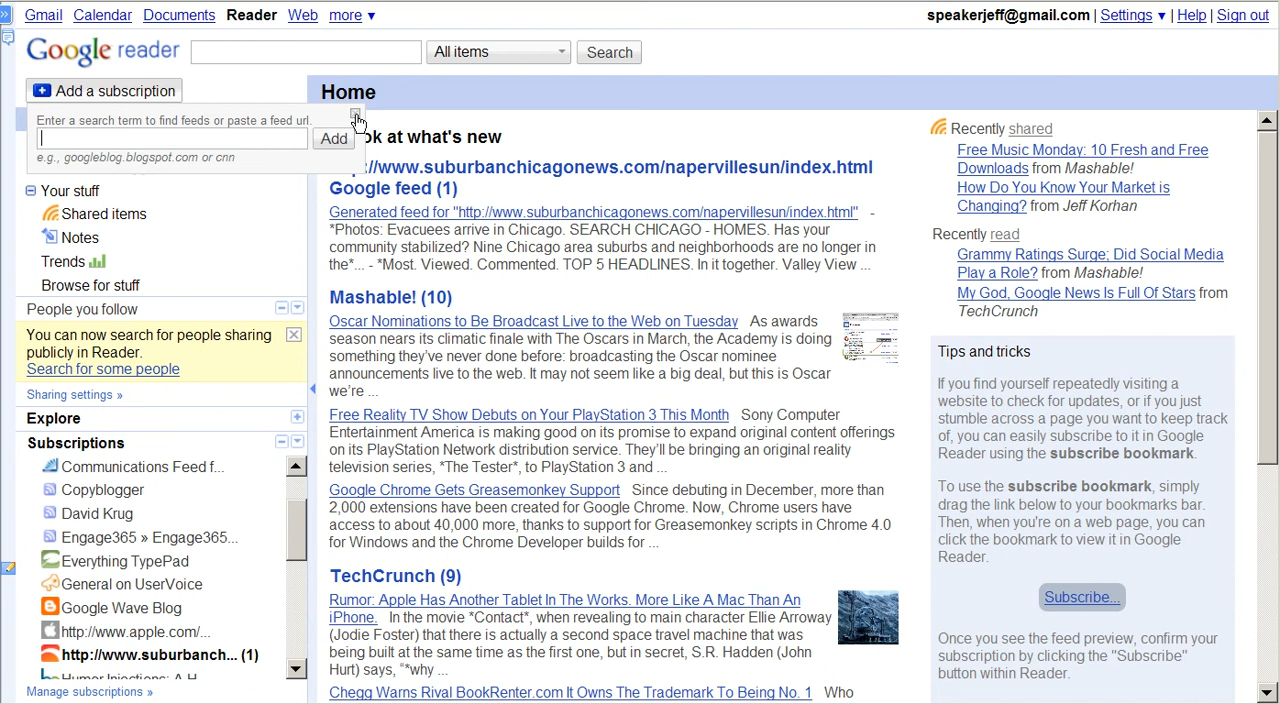 Gmail Calendar Documents Reader Web more ▼
speakerjeff@gmail.com | Settings ▼ | Help | Sign out
Google reader
All items
Search
Add a subscription
Enter a search term to find feeds or paste a feed url.
Add
e.g., googleblog.blogspot.com or cnn
Your stuff
Shared items
Notes
Trends
Browse for stuff
People you follow
You can now search for people sharing
publicly in Reader.
Search for some people
Sharing settings »
Explore
Subscriptions
Communications Feed f...
Copyblogger
David Krug
Engage365 » Engage365...
Everything TypePad
General on UserVoice
Google Wave Blog
http://www.apple.com/...
http://www.suburbanch... (1)
Manage subscriptions »
Home
ok at what's new
://www.suburbanchicagonews.com/napervillesun/index.html
Google feed (1)
Generated feed for "http://www.suburbanchicagonews.com/napervillesun/index.html" -
*Photos: Evacuees arrive in Chicago. SEARCH CHICAGO - HOMES. Has your
community stabilized? Nine Chicago area suburbs and neighborhoods are no longer in
the*... - *Most. Viewed. Commented. TOP 5 HEADLINES. In it together. Valley View ...
Mashable! (10)
Oscar Nominations to Be Broadcast Live to the Web on Tuesday As awards
season nears its climatic finale with The Oscars in March, the Academy is doing
something they've never done before: broadcasting the Oscar nominee
announcements live to the web. It may not seem like a big deal, but this is Oscar
we're ...
Free Reality TV Show Debuts on Your PlayStation 3 This Month Sony Computer
Entertainment America is making good on its promise to expand original content offerings
on its PlayStation Network distribution service. They'll be bringing an original reality
television series, *The Tester*, to PlayStation 3 and ...
Google Chrome Gets Greasemonkey Support Since debuting in December, more than
2,000 extensions have been created for Google Chrome. Now, Chrome users have
access to about 40,000 more, thanks to support for Greasemonkey scripts in Chrome 4.0
for Windows and the Chrome Developer builds for ...
TechCrunch (9)
Rumor: Apple Has Another Tablet In The Works. More Like A Mac Than An
iPhone. In the movie *Contact*, when revealing to main character Ellie Arroway
(Jodie Foster) that there is actually a second space travel machine that was
being built at the same time as the first one, but in secret, S.R. Hadden (John
Hurt) says, "*why ...
Chegg Warns Rival BookRenter.com It Owns The Trademark To Being No. 1 Who
Recently shared
Free Music Monday: 10 Fresh and Free
Downloads from Mashable!
How Do You Know Your Market is
Changing? from Jeff Korhan
Recently read
Grammy Ratings Surge; Did Social Media
Play a Role? from Mashable!
My God, Google News Is Full Of Stars from
TechCrunch
Tips and tricks
If you find yourself repeatedly visiting a
website to check for updates, or if you just
stumble across a page you want to keep track
of, you can easily subscribe to it in Google
Reader using the subscribe bookmark.
To use the subscribe bookmark, simply
drag the link below to your bookmarks bar.
Then, when you're on a web page, you can
click the bookmark to view it in Google
Reader.
Subscribe...
Once you see the feed preview, confirm your
subscription by clicking the "Subscribe"
button within Reader.